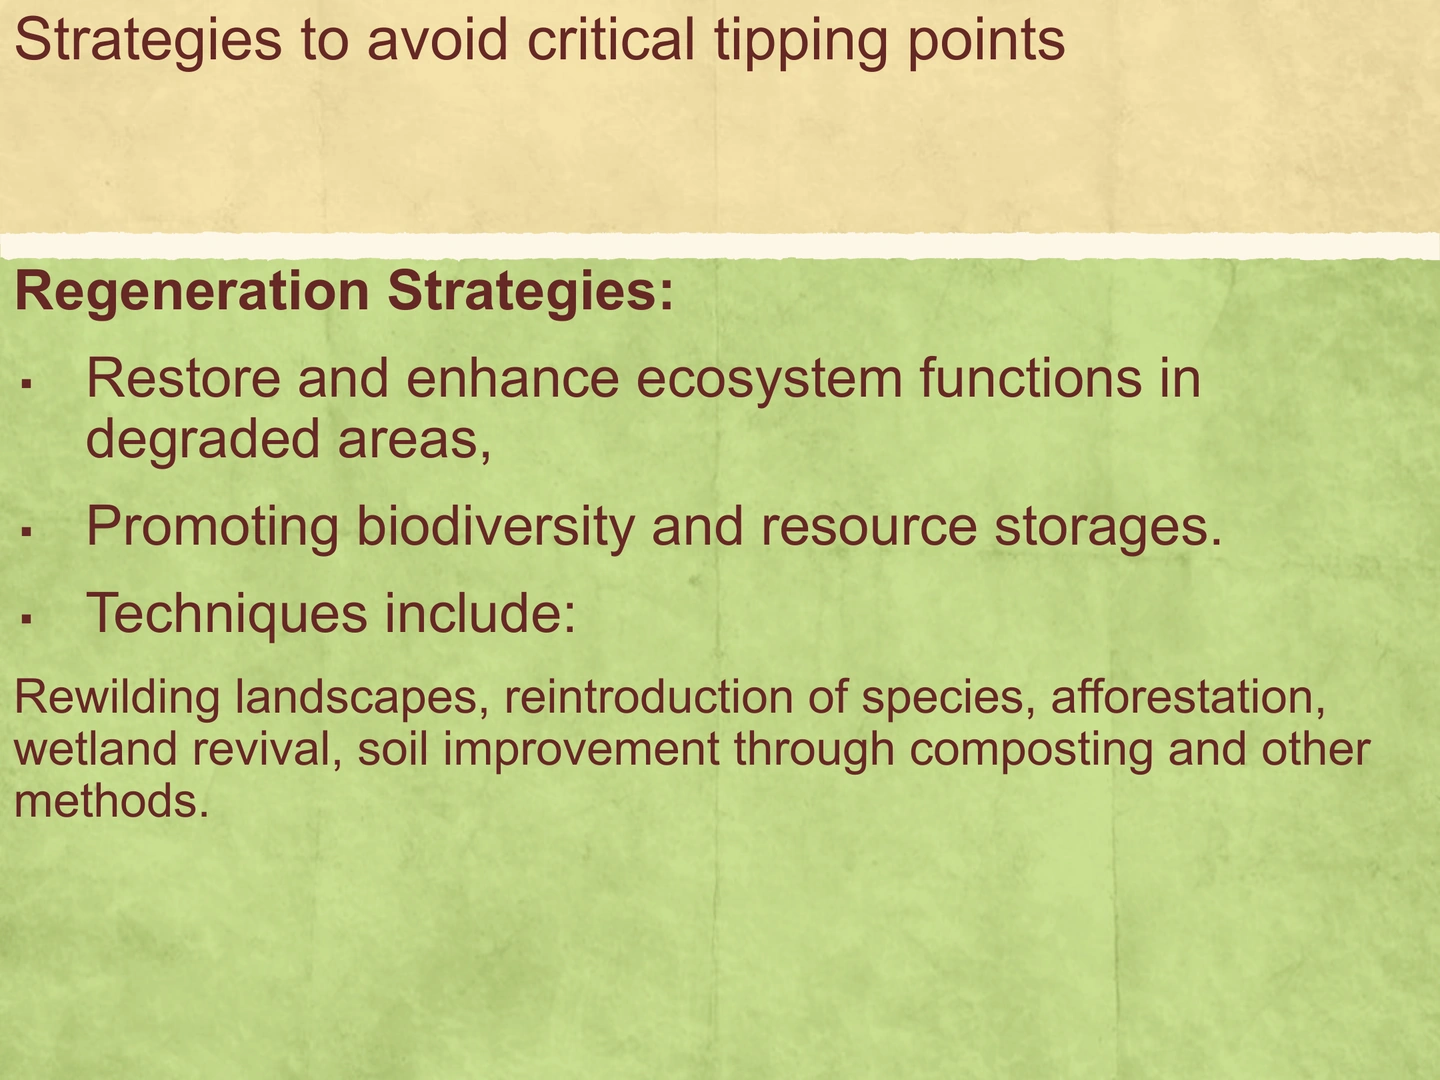 Strategies to avoid critical tipping points
Regeneration Strategies:
▪ Restore and enhance ecosystem functions in
degraded areas,
▪ Promoting biodiversity and resource storages.
▪ Techniques include:
Rewilding landscapes, reintroduction of species, afforestation,
wetland revival, soil improvement through composting and other
methods.